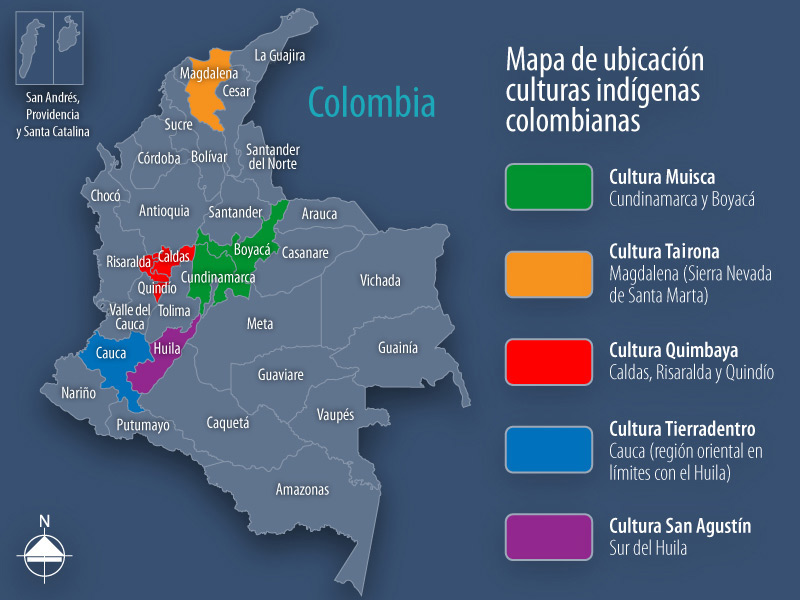 San Andrés,
Providencia
y Santa Catalina
La Guajira
Magdalena
Cesar
Colombia
Sucre
Córdoba
Bolívar
Santander
del Norte
Chocó
Antioquia
Santander
Arauca
Boyacá
Casanare
Risaralda
Caldas
Cundinamarca
Quindío
Vichada
Valle del
Cauca
Tolima
Meta
Cauca
Huila
Guainía
Guaviare
Nariño
Putumayo
Caquetá
Vaupés
Amazonas
N
Mapa de ubicación
culturas indígenas
colombianas
Cultura Muisca
Cundinamarca y Boyacá
Cultura Tairona
Magdalena (Sierra Nevada
de Santa Marta)
Cultura Quimbaya
Caldas, Risaralda y Quindío
Cultura Tierradentro
Cauca (región oriental en
límites con el Huila)
Cultura San Agustín
Sur del Huila